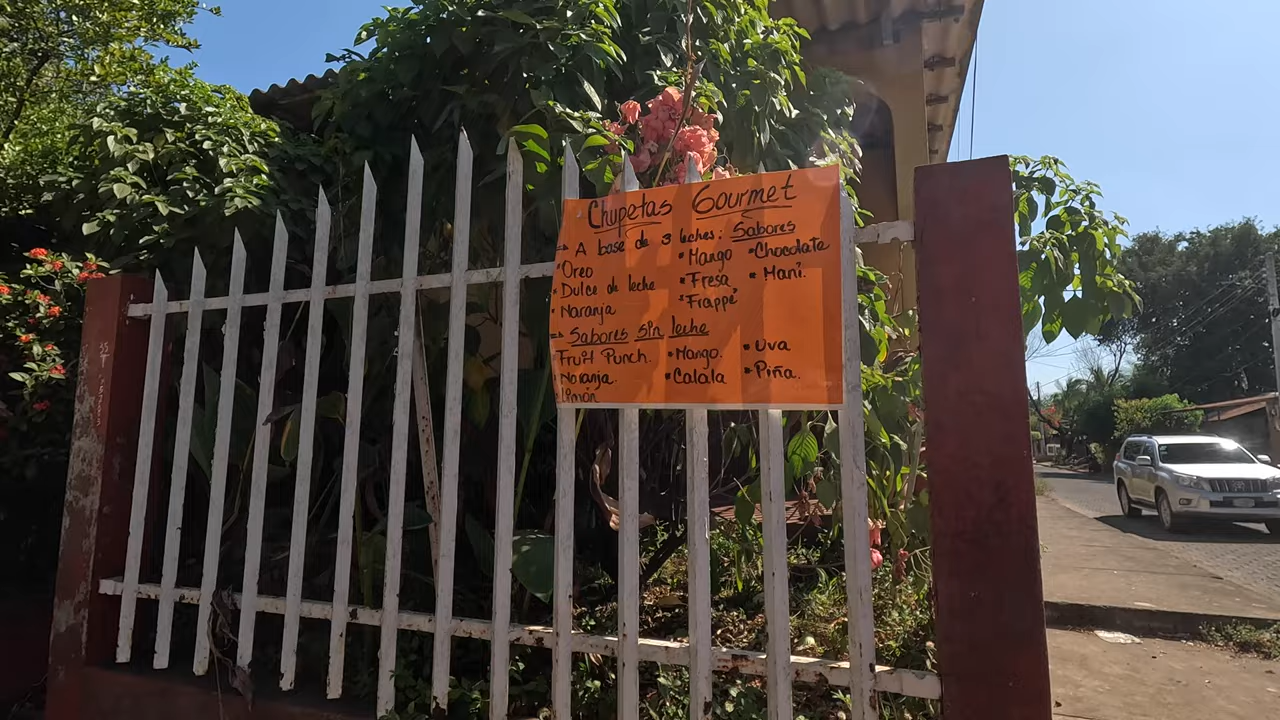 Chupetas Gourmet
⇒ A base de 3 leches: Sabores
• Oreo • Mango • Chocolate
• Dulce de leche • Fresa • Maní.
• Naranja • Frappé
⇒ Sabores sin leche
Fruit Punch. • Mango. • Uva
Naranja. • Calala • Piña.
• Limón